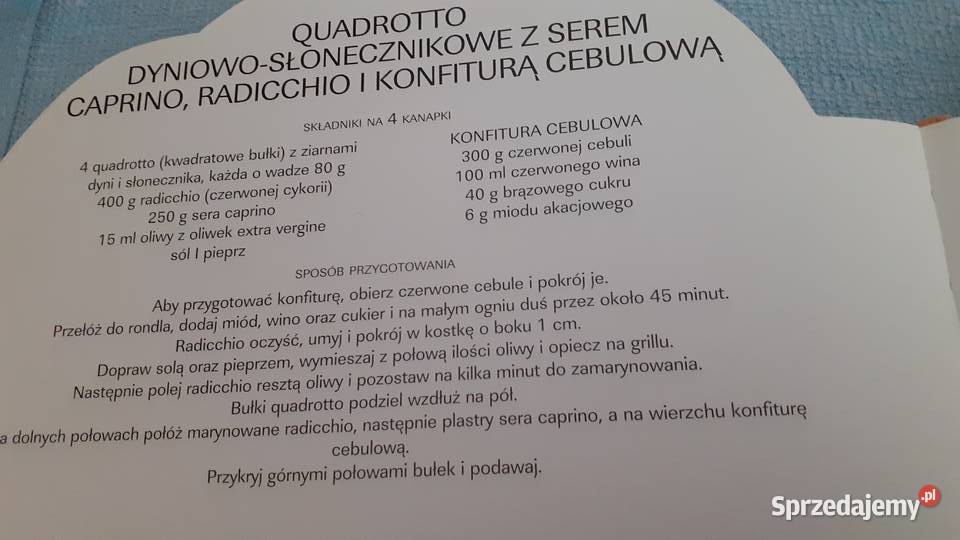 QUADROTTO
DYNIOWO-SŁONECZNIKOWE Z SEREM
CAPRINO, RADICCHIO I KONFITURĄ CEBULOWĄ
SKŁADNIKI NA 4 KANAPKI
4 quadrotto (kwadratowe bułki) z ziarnami
dyni i słonecznika, każda o wadze 80 g
400 g radicchio (czerwonej cykorii)
250 g sera caprino
15 ml oliwy z oliwek extra vergine
sól I pieprz
KONFITURA CEBULOWA
300 g czerwonej cebuli
100 ml czerwonego wina
40 g brązowego cukru
6 g miodu akacjowego
SPOSÓB PRZYGOTOWANIA
Aby przygotować konfiturę, obierz czerwone cebule i pokrój je.
Przełóż do rondla, dodaj miód, wino oraz cukier i na małym ogniu duś przez około 45 minut.
Radicchio oczyść, umyj i pokrój w kostkę o boku 1 cm.
Dopraw solą oraz pieprzem, wymieszaj z połową ilości oliwy i opiecz na grillu.
Następnie polej radicchio resztą oliwy i pozostaw na kilka minut do zamarynowania.
Bułki quadrotto podziel wzdłuż na pół.
a dolnych połowach połóż marynowane radicchio, następnie plastry sera caprino, a na wierzchu konfiturę
cebulową.
Przykryj górnymi połowami bułek i podawaj.
Sprzedajemy.pl